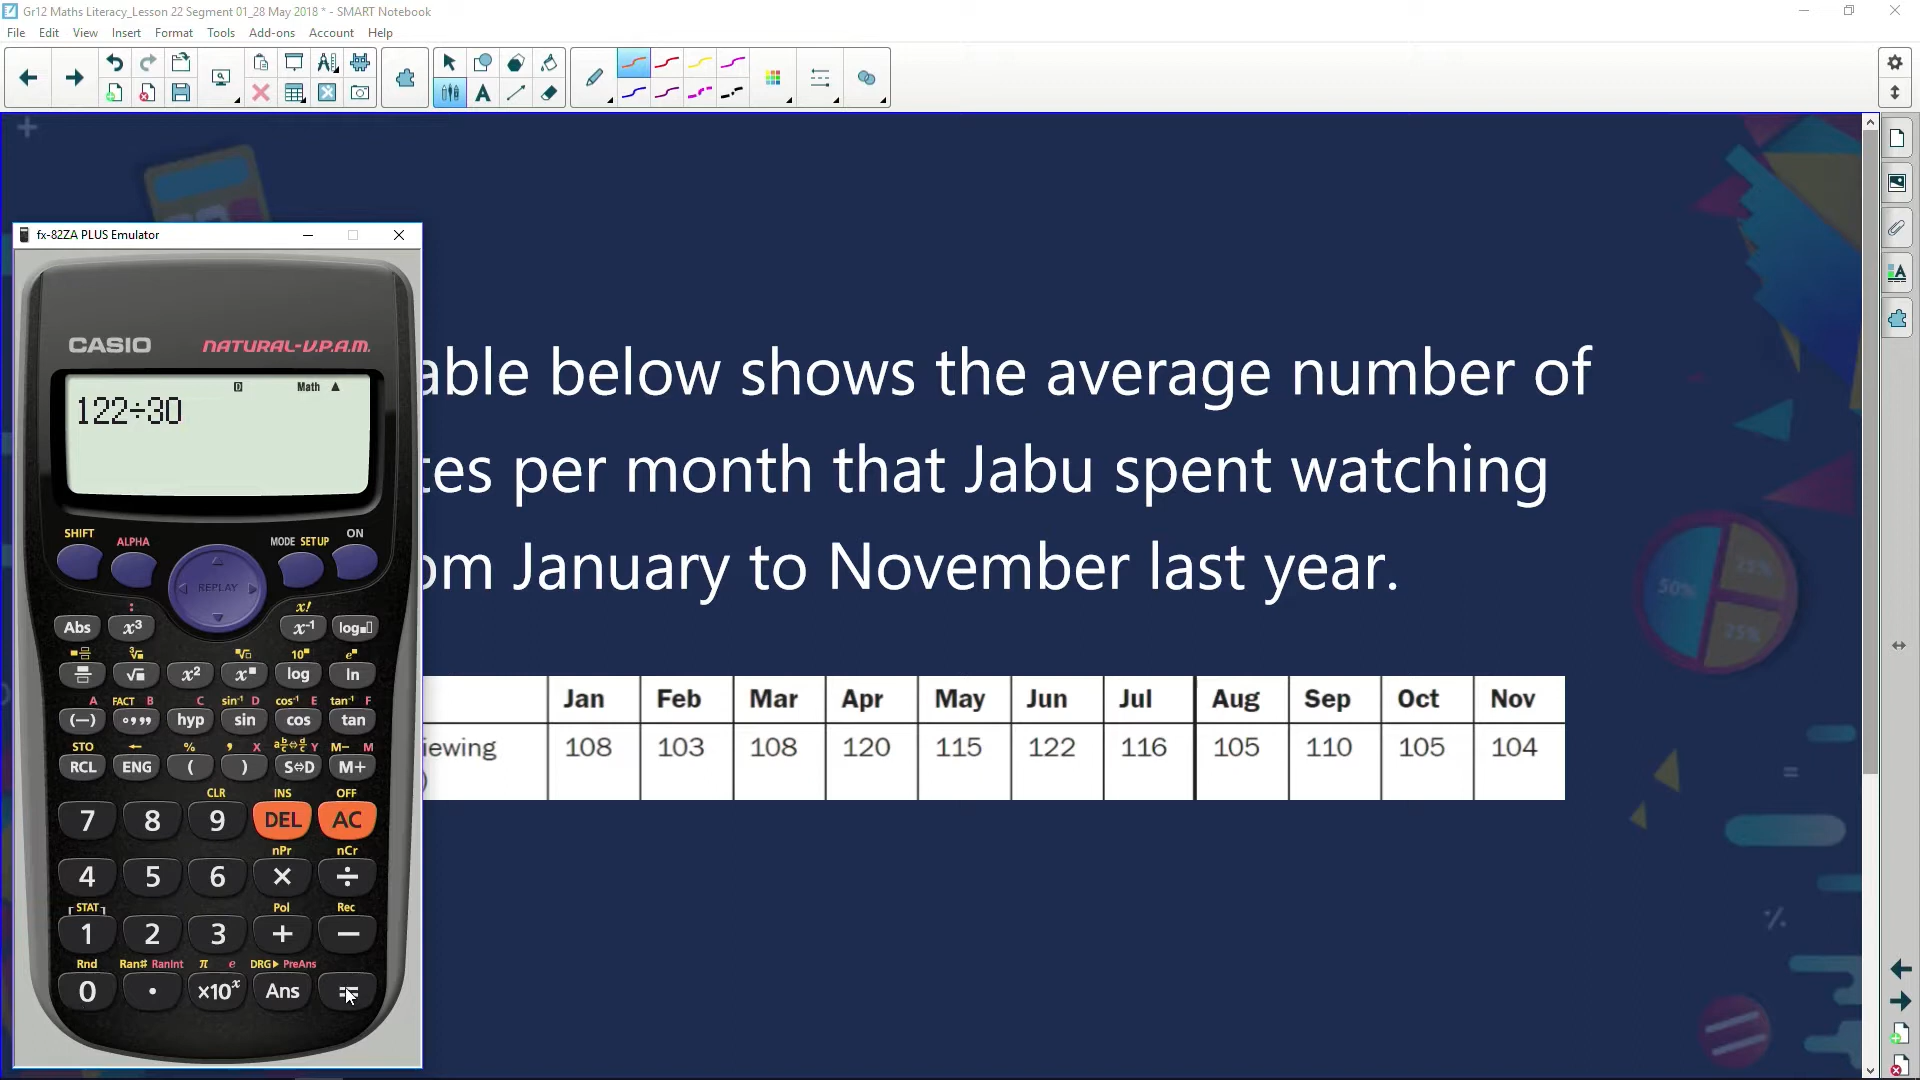 Gr12 Maths Literacy_Lesson 22 Segment 01_28 May 2018 * - SMART Notebook
File Edit View Insert Format Tools Add-ons Account Help
fx-82ZA PLUS Emulator
CASIO NATURAL-V.P.A.M.
D Math ▲
122÷30
SHIFT ALPHA MODE SETUP ON
REPLAY
: x!
Abs x³ x⁻¹ log
³√ 10 e
√ x² x log ln
A FACT B C sin⁻¹ D cos⁻¹ E tan⁻¹ F
(−) °,,, hyp sin cos tan
STO ← % , X a b/c⇔d/c Y M− M
RCL ENG ( ) S⇔D M+
CLR INS OFF
7 8 9 DEL AC
nPr nCr
4 5 6 × ÷
STAT Pol Rec
1 2 3 + −
Rnd Ran# RanInt π e DRG▶ PreAns
0 . ×10ˣ Ans =
able below shows the average number of
tes per month that Jabu spent watching
om January to November last year.
Jan Feb Mar Apr May Jun Jul Aug Sep Oct Nov
iewing 108 103 108 120 115 122 116 105 110 105 104
)
50% 25%
25%